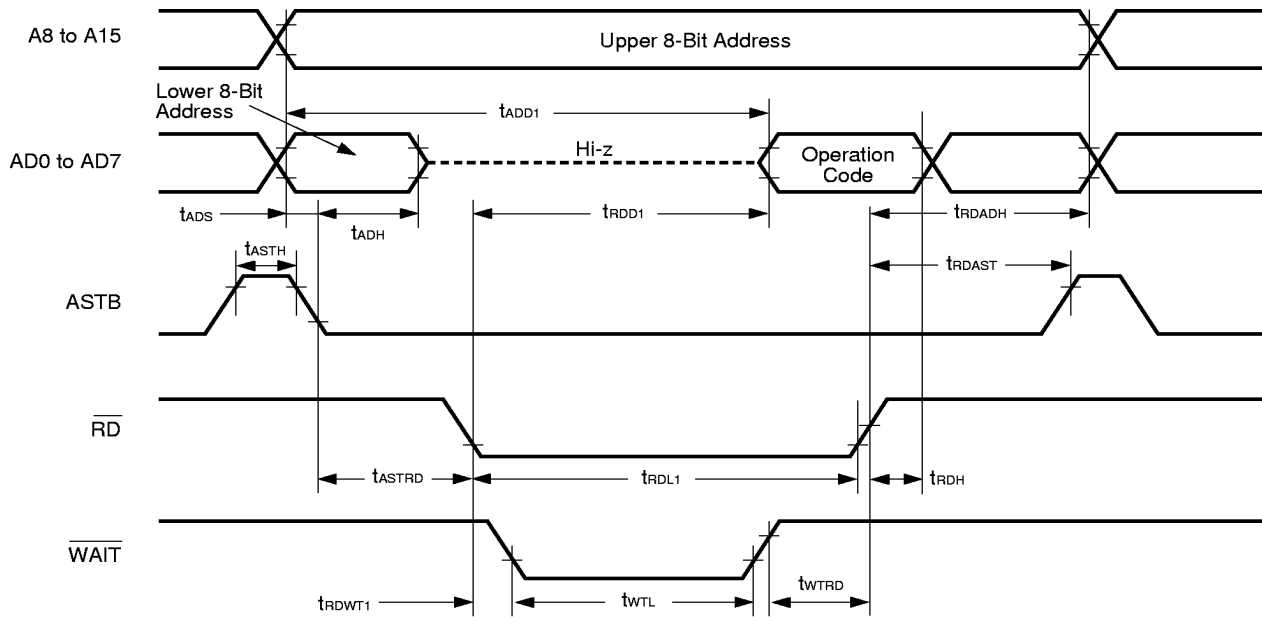 A8 to A15
Upper 8-Bit Address
Lower 8-Bit
Address
tADD1
AD0 to AD7
Hi-z
Operation
Code
tADS
tADH
tRDD1
tRDADH
tASTH
tRDAST
ASTB
RD
tASTRD
tRDL1
tRDH
WAIT
tRDWT1
tWTL
tWTRD